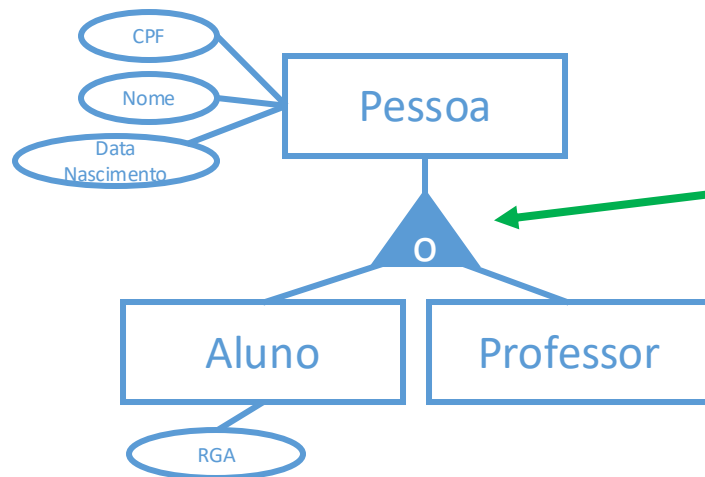 CPF
Pessoa
Nome
Data
Nascimento
o
Aluno
Professor
RGA